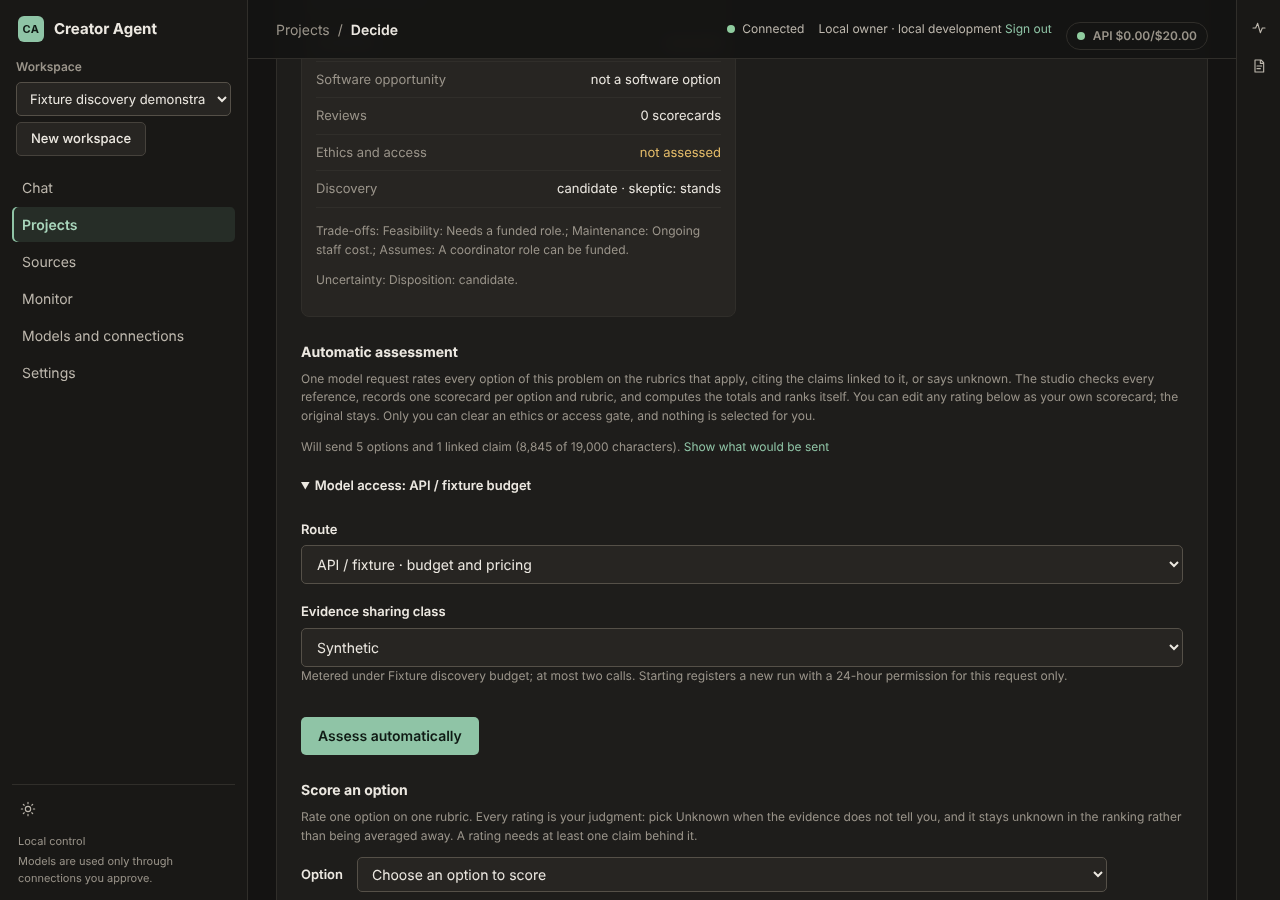 CA
Creator Agent
Workspace
Fixture discovery demonstra
New workspace
Chat
Projects
Sources
Monitor
Models and connections
Settings
Local control
Models are used only through
connections you approve.
Projects / Decide
Connected
Local owner · local development Sign out
API $0.00/$20.00
Software opportunity
not a software option
Reviews
0 scorecards
Ethics and access
not assessed
Discovery
candidate · skeptic: stands
Trade-offs: Feasibility: Needs a funded role.; Maintenance: Ongoing
staff cost.; Assumes: A coordinator role can be funded.
Uncertainty: Disposition: candidate.
Automatic assessment
One model request rates every option of this problem on the rubrics that apply, citing the claims linked to it, or says unknown. The studio checks every
reference, records one scorecard per option and rubric, and computes the totals and ranks itself. You can edit any rating below as your own scorecard; the
original stays. Only you can clear an ethics or access gate, and nothing is selected for you.
Will send 5 options and 1 linked claim (8,845 of 19,000 characters). Show what would be sent
Model access: API / fixture budget
Route
API / fixture · budget and pricing
Evidence sharing class
Synthetic
Metered under Fixture discovery budget; at most two calls. Starting registers a new run with a 24-hour permission for this request only.
Assess automatically
Score an option
Rate one option on one rubric. Every rating is your judgment: pick Unknown when the evidence does not tell you, and it stays unknown in the ranking rather
than being averaged away. A rating needs at least one claim behind it.
Option
Choose an option to score